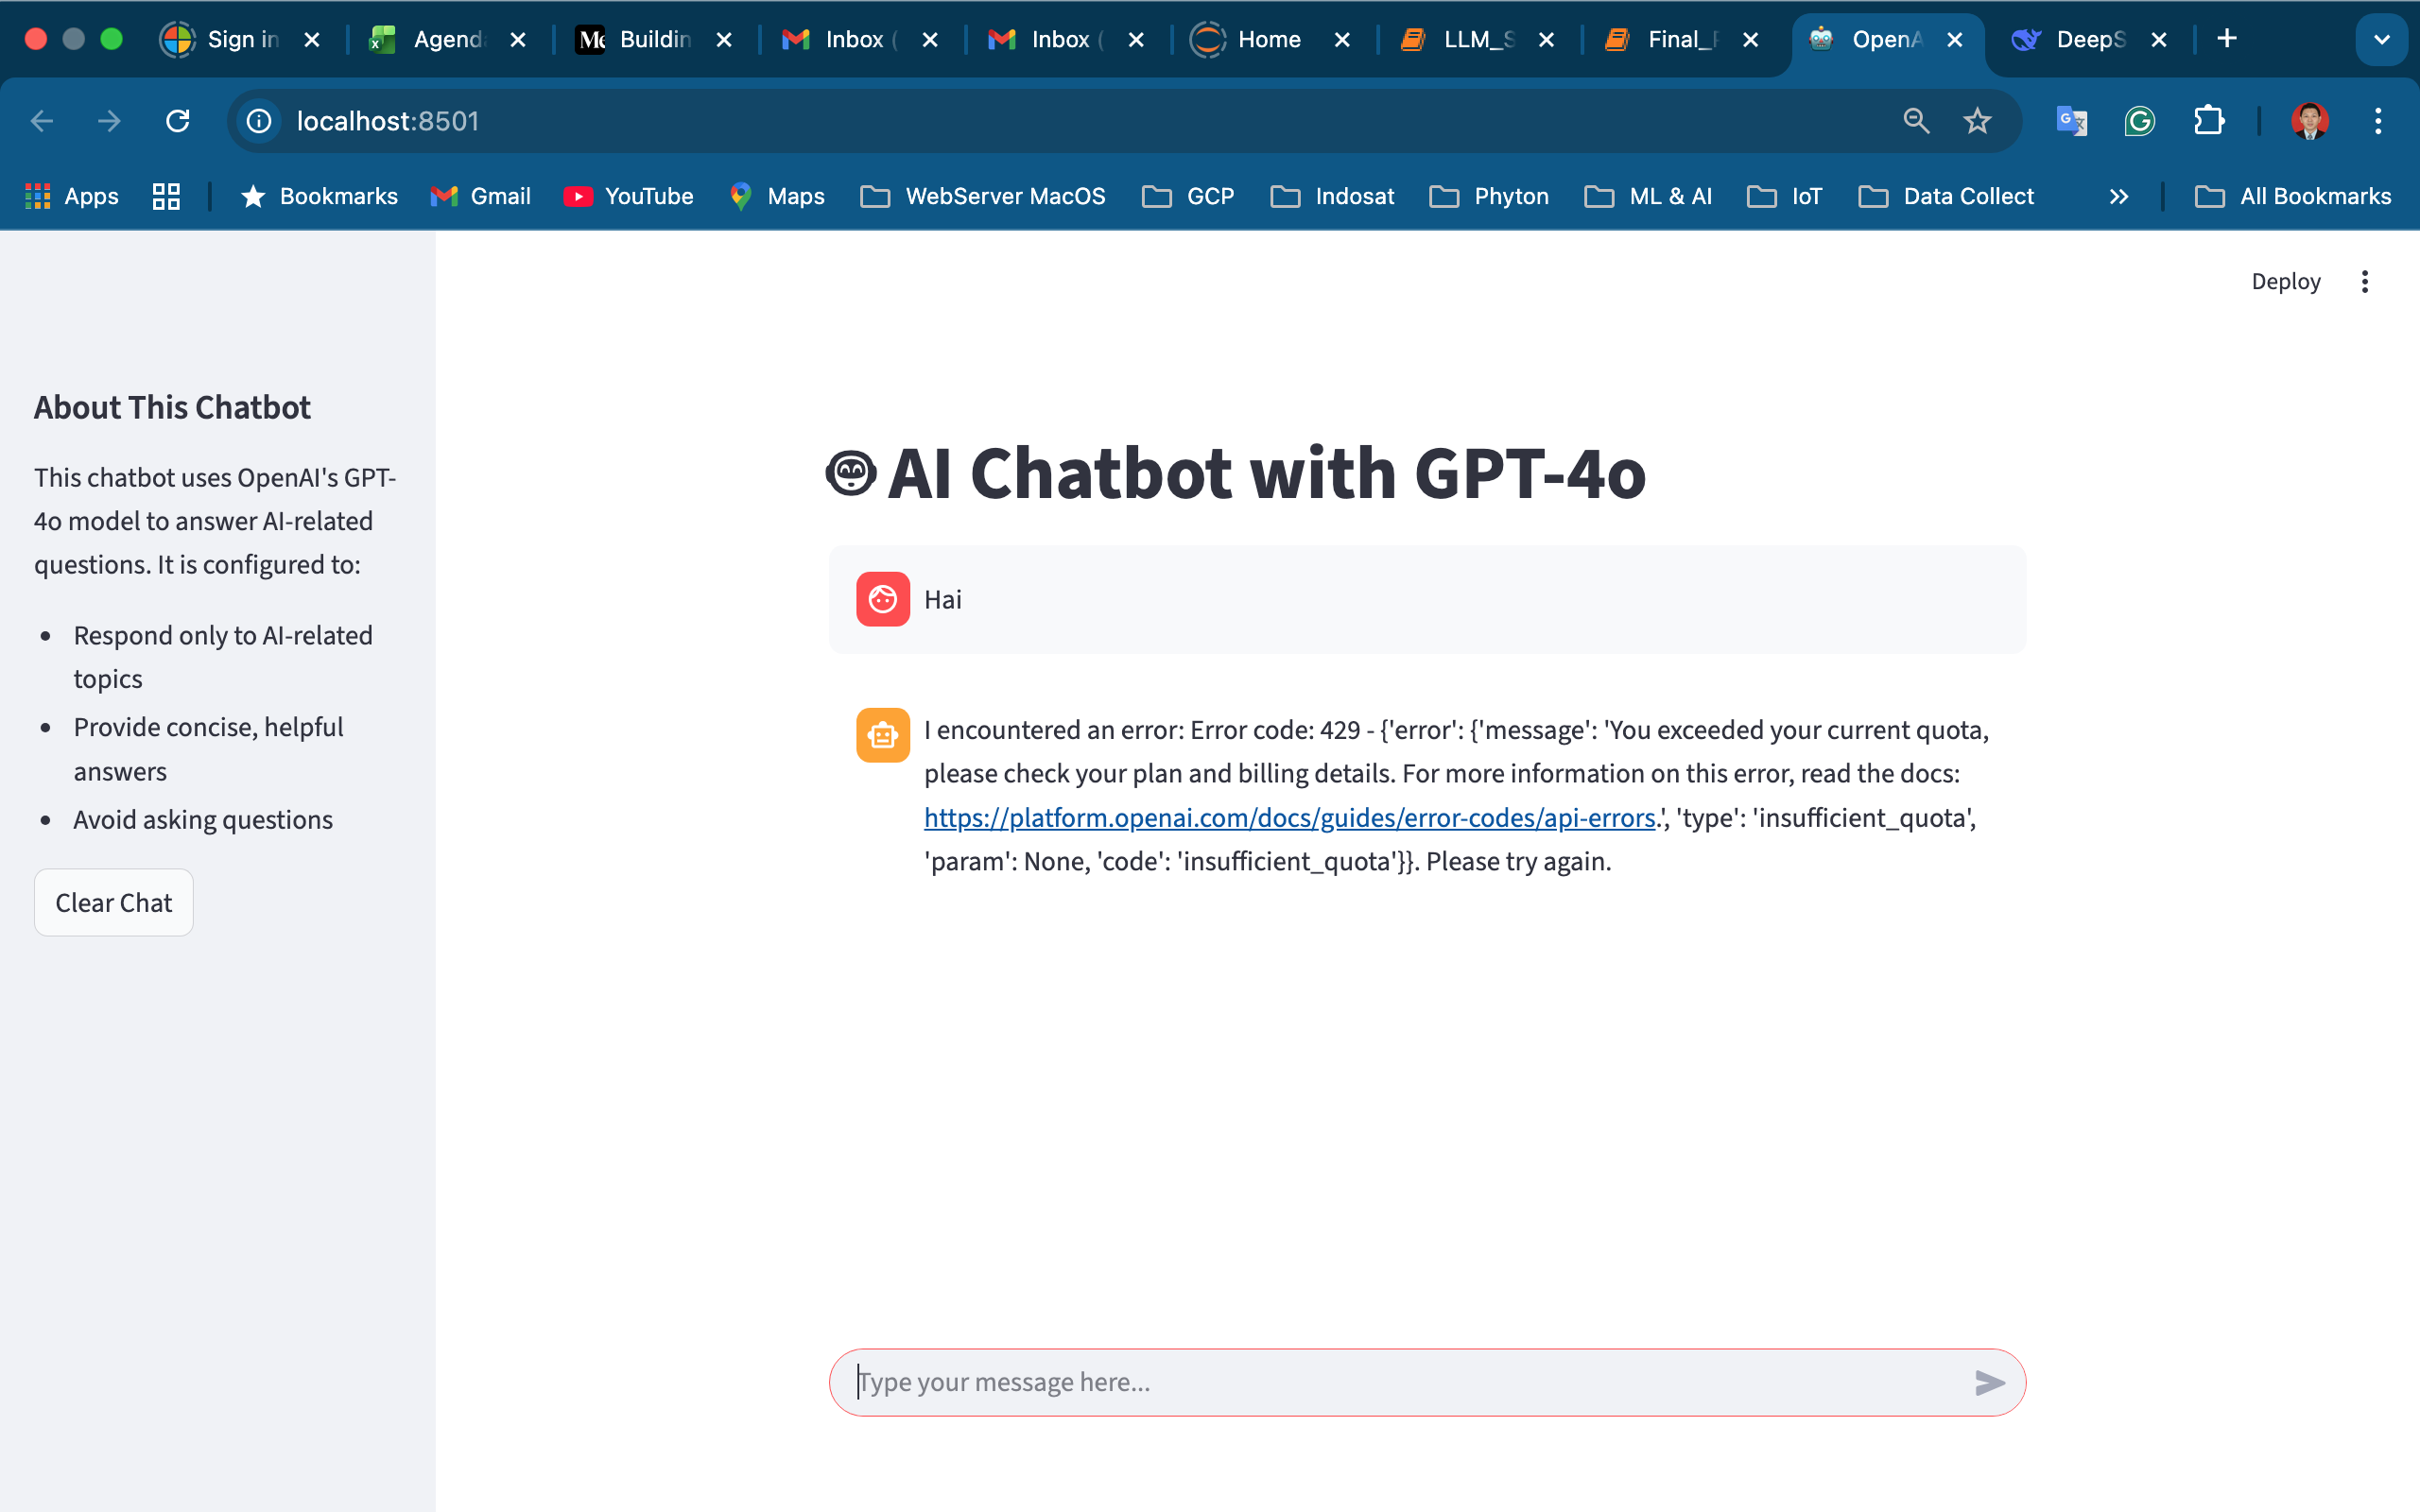 Sign in
Agend
Me Buildin
Inbox (
Inbox (
Home
LLM_S
Final_F
OpenA
DeepS
localhost:8501
Apps
Bookmarks
Gmail
YouTube
Maps
WebServer MacOS
GCP
Indosat
Phyton
ML & AI
IoT
Data Collect
All Bookmarks
Deploy
About This Chatbot
This chatbot uses OpenAI's GPT-
4o model to answer AI-related
questions. It is configured to:
• Respond only to AI-related
topics
• Provide concise, helpful
answers
• Avoid asking questions
Clear Chat
AI Chatbot with GPT-4o
Hai
I encountered an error: Error code: 429 - {'error': {'message': 'You exceeded your current quota,
please check your plan and billing details. For more information on this error, read the docs:
https://platform.openai.com/docs/guides/error-codes/api-errors.', 'type': 'insufficient_quota',
'param': None, 'code': 'insufficient_quota'}}. Please try again.
Type your message here...